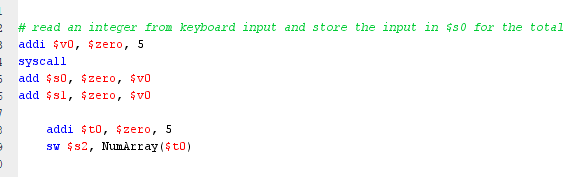 # read an integer from keyboard input and store the input in $s0 for the total
addi $v0, $zero, 5
syscall
add $s0, $zero, $v0
add $s1, $zero, $v0
addi $t0, $zero, 5
sw $s2, NumArray($t0)